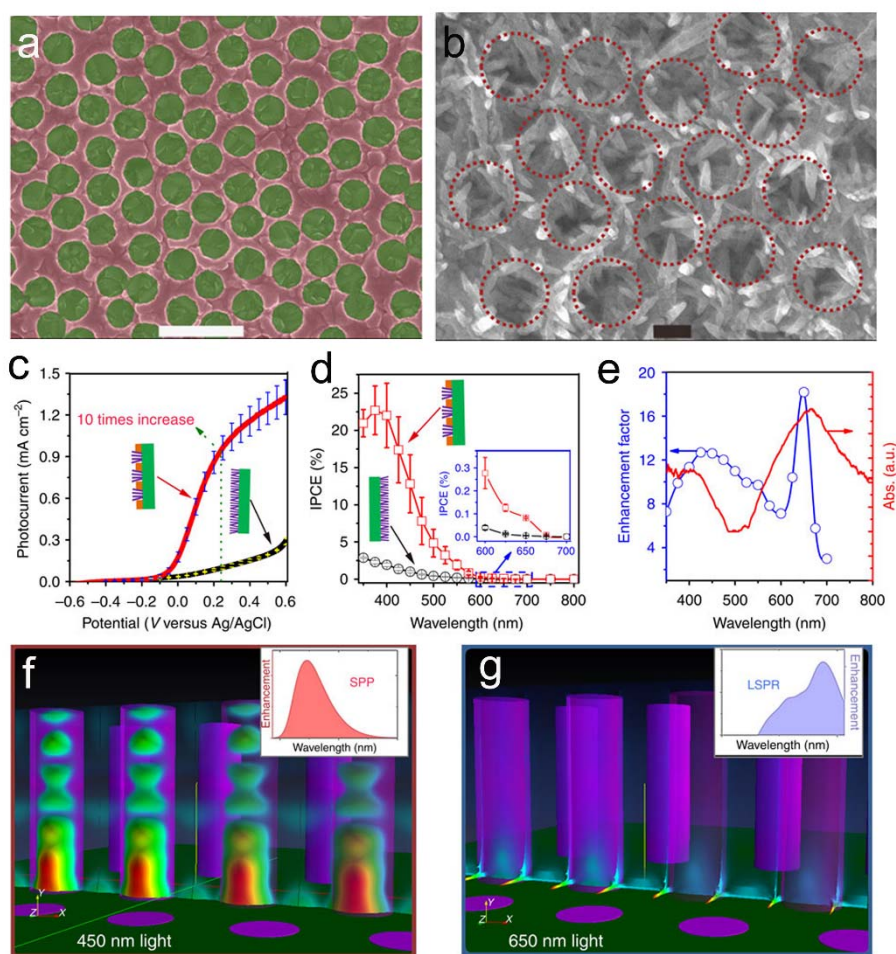 a
b
c
1.5
1.2
0.9
0.6
0.3
0.0
Photocurrent (mA cm−2)
10 times increase
−0.6 −0.4 −0.2 0.0 0.2 0.4 0.6
Potential (V versus Ag/AgCl)
d
25
20
15
10
5
0
IPCE (%)
IPCE (%)
0.3
0.2
0.1
0.0
600 650 700
400 500 600 700 800
Wavelength (nm)
e
20
16
12
8
4
Enhancement factor
Abs. (a.u.)
400 500 600 700 800
Wavelength (nm)
f
Enhancement
SPP
Wavelength (nm)
Y
Z X
450 nm light
g
LSPR
Enhancement
Wavelength (nm)
Y
Z X
650 nm light